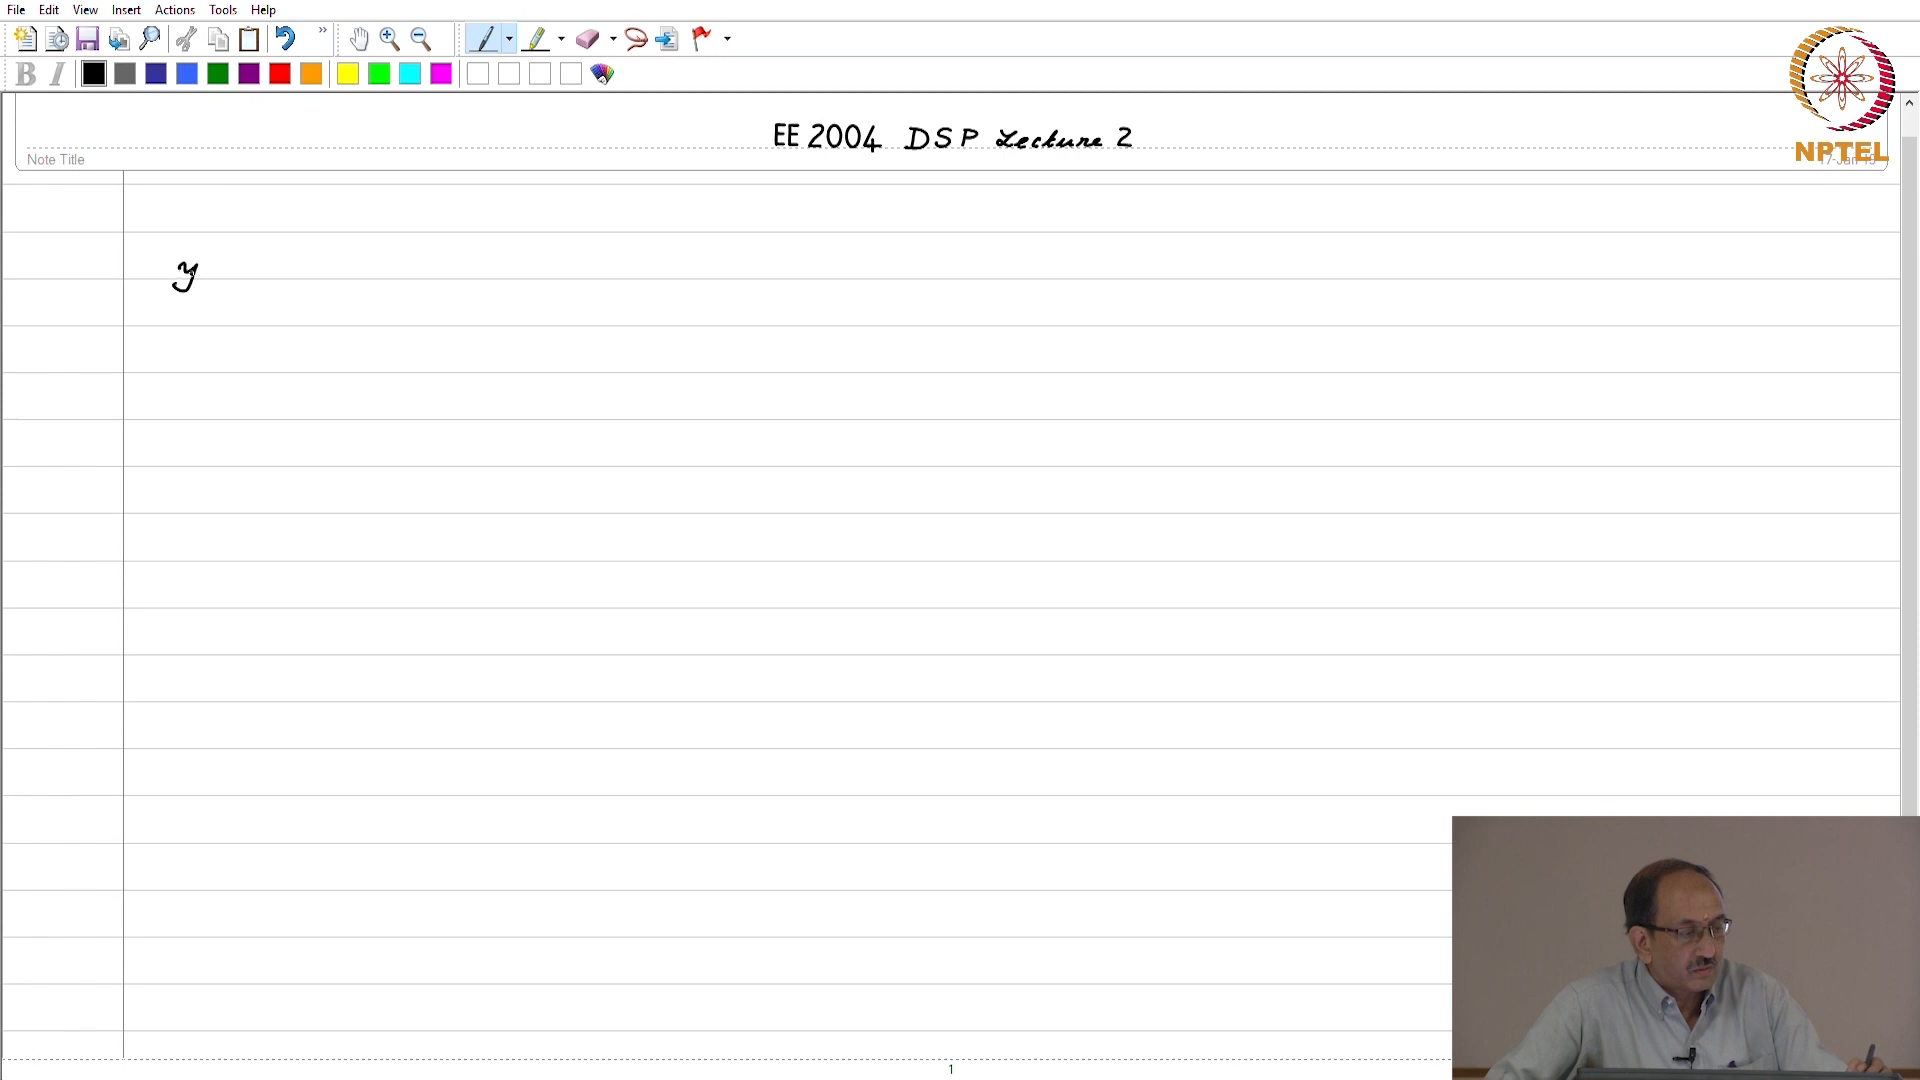 File Edit View Insert Actions Tools Help
B I
EE 2004 DSP Lecture 2
Note Title
NPTEL
y
1